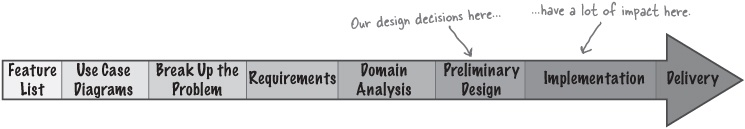 Our design decisions here...
...have a lot of impact here.
Feature
List
Use Case
Diagrams
Break Up the
Problem
Requirements
Domain
Analysis
Preliminary
Design
Implementation
Delivery